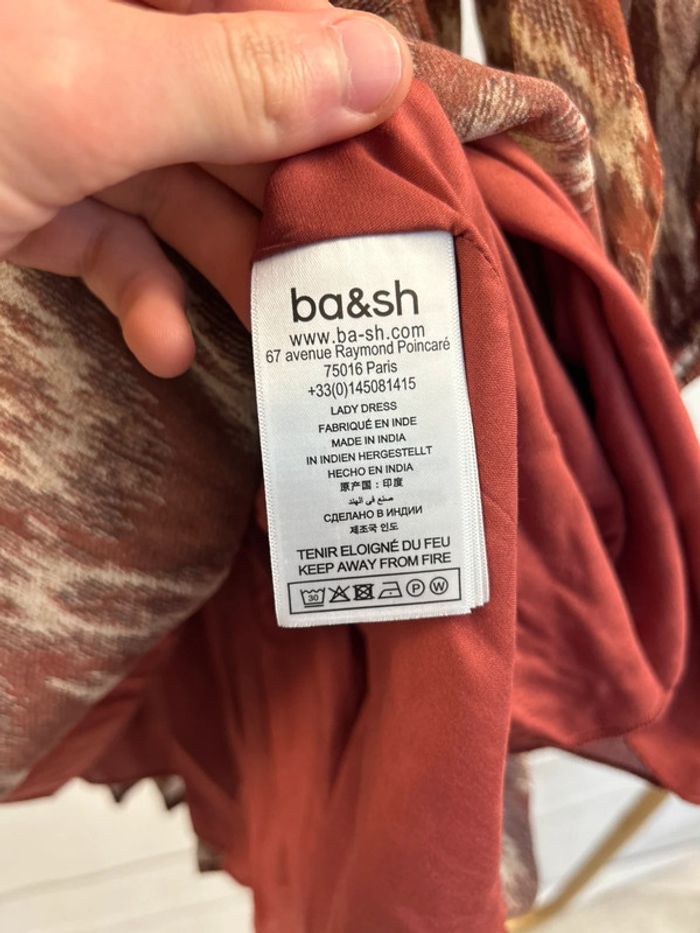 ba&sh
www.ba-sh.com
67 avenue Raymond Poincaré
75016 Paris
+33(0)145081415
LADY DRESS
FABRIQUÉ EN INDE
MADE IN INDIA
IN INDIEN HERGESTELLT
HECHO EN INDIA
原产国：印度
صنع في الهند
СДЕЛАНО В ИНДИИ
제조국 인도
TENIR ELOIGNÉ DU FEU
KEEP AWAY FROM FIRE
30 P W